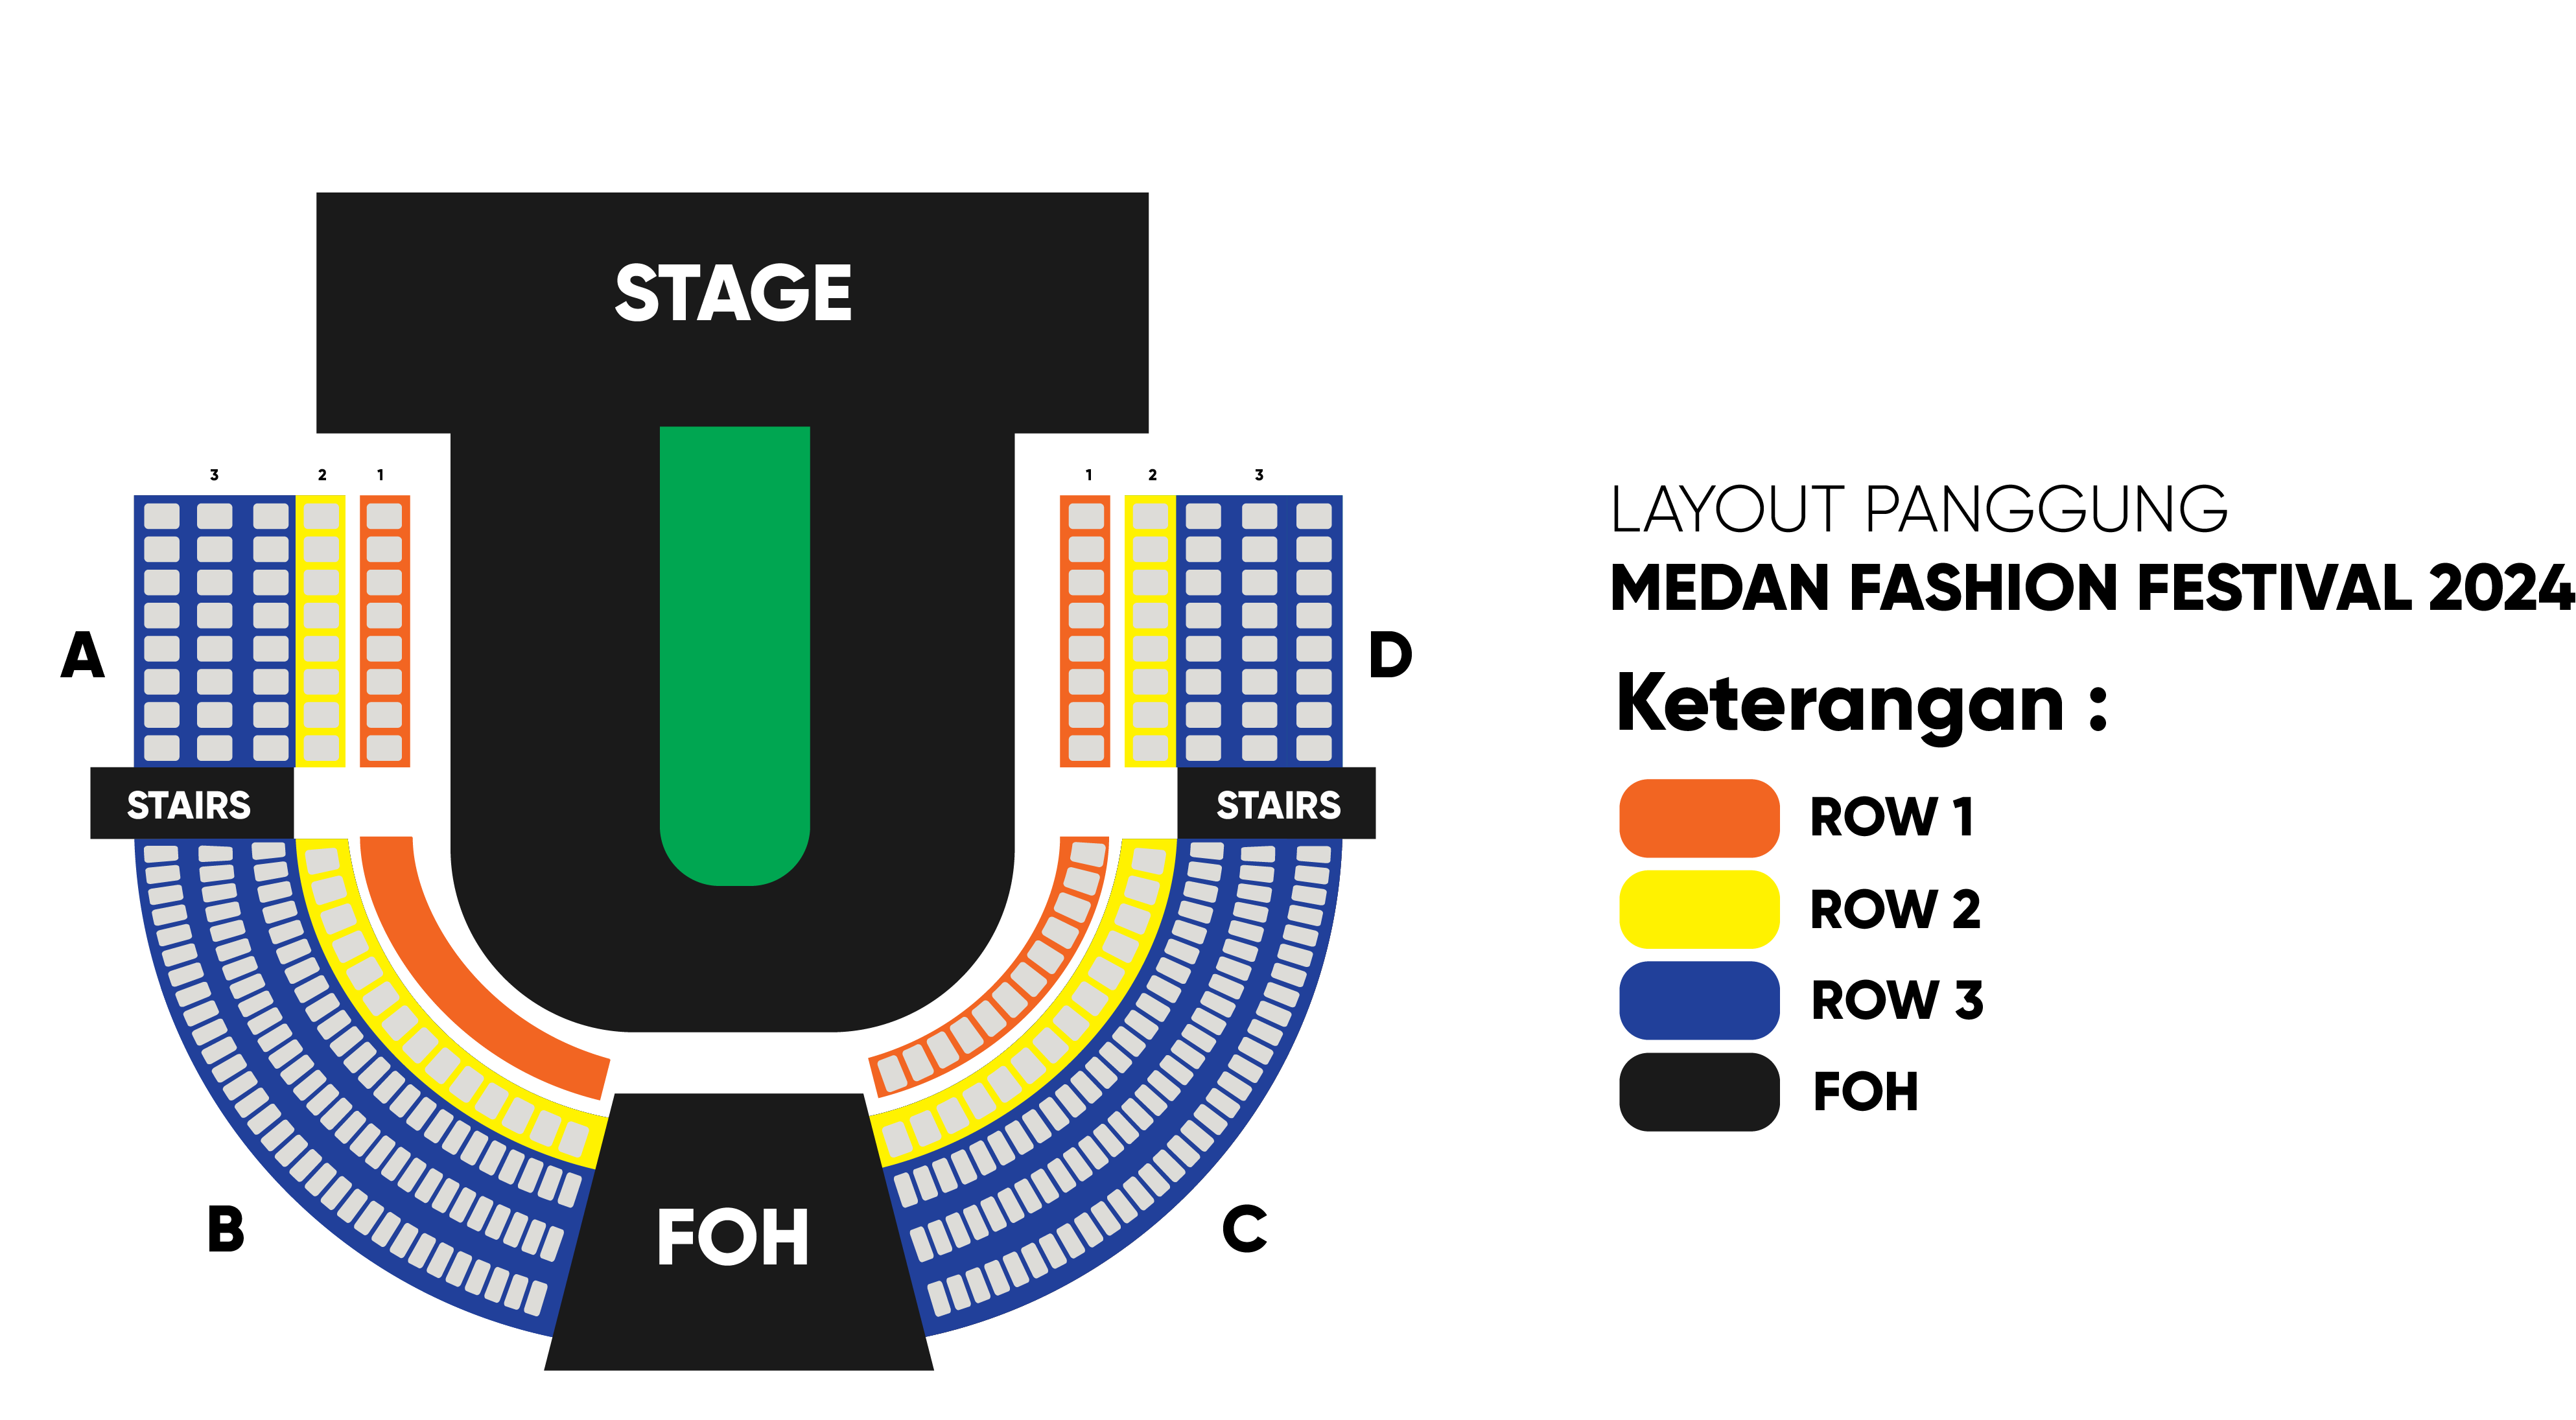 STAGE
3 2 1
1 2 3
A
D
STAIRS
STAIRS
B
C
FOH
LAYOUT PANGGUNG
MEDAN FASHION FESTIVAL 2024
Keterangan :
ROW 1
ROW 2
ROW 3
FOH